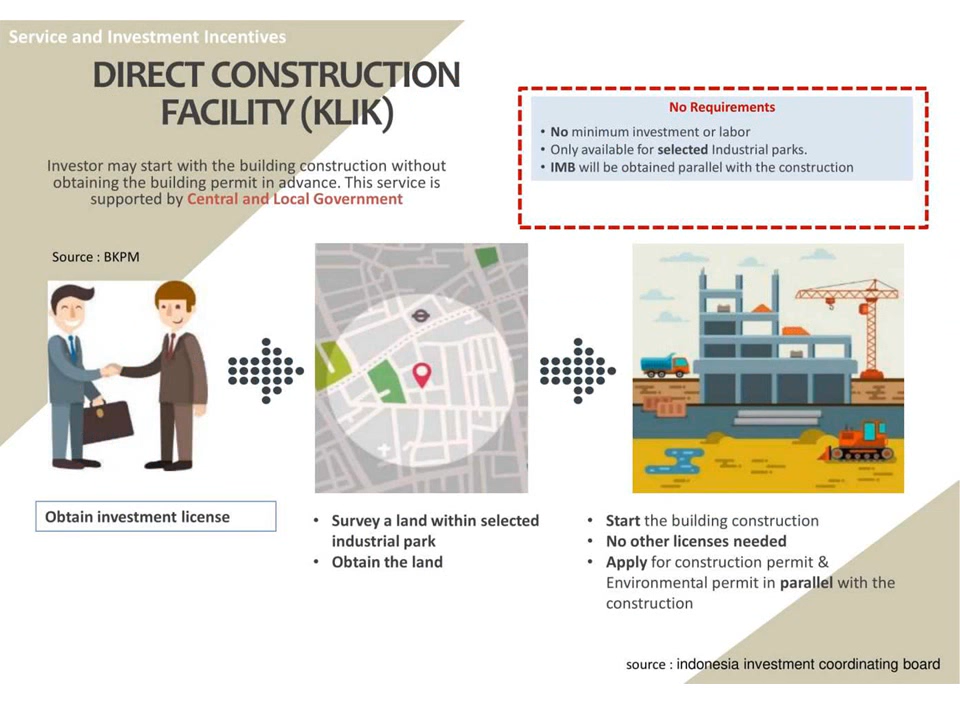 Service and Investment Incentives
DIRECT CONSTRUCTION
FACILITY (KLIK)
Investor may start with the building construction without
obtaining the building permit in advance. This service is
supported by Central and Local Government
No Requirements
• No minimum investment or labor
• Only available for selected Industrial parks.
• IMB will be obtained parallel with the construction
Source : BKPM
Obtain investment license
• Survey a land within selected
industrial park
• Obtain the land
• Start the building construction
• No other licenses needed
• Apply for construction permit &
Environmental permit in parallel with the
construction
source : indonesia investment coordinating board